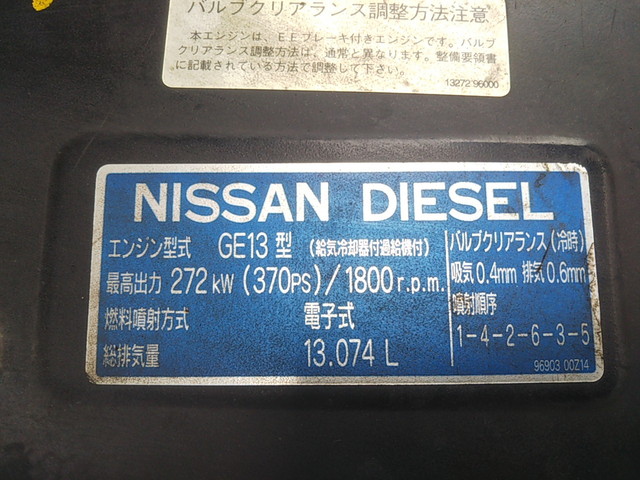 バルブクリアランス調整方法注意
本エンジンは、EEブレーキ付きエンジンです。バルブ
クリアランス調整方法は、通常と異なります。整備要領書
に記載されている方法で調整して下さい。
13272 96000
NISSAN DIESEL
エンジン型式 GE13型 (給気冷却器付過給機付)
最高出力 272kW (370PS)/1800r.p.m.
燃料噴射方式 電子式
総排気量 13.074 L
バルブクリアランス(冷時)
吸気0.4mm 排気0.6mm
噴射順序
1-4-2-6-3-5
96903 00Z14